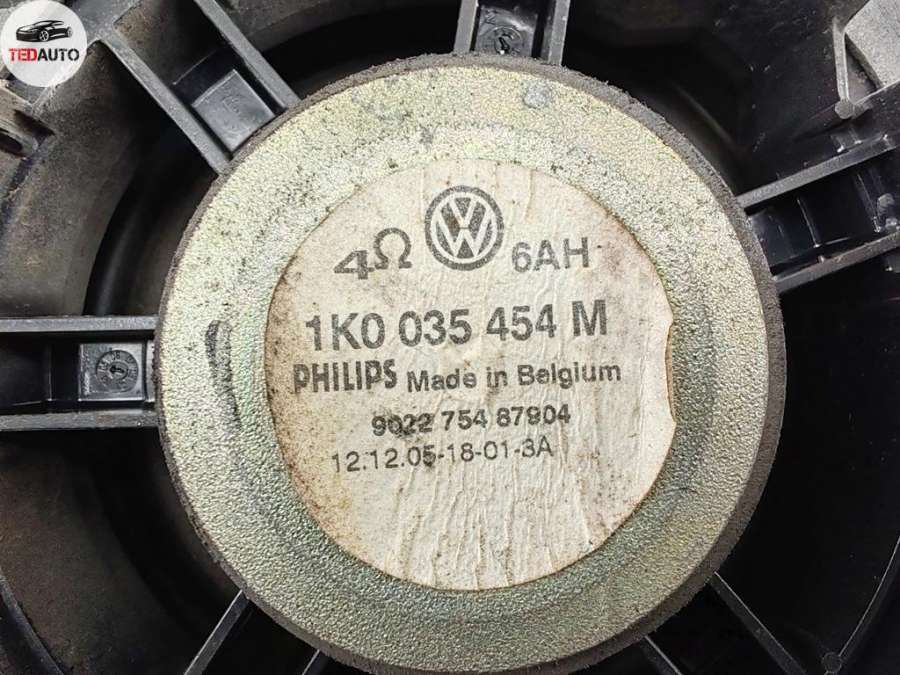 TEDAUTO
4Ω VW 6AH
1K0 035 454 M
PHILIPS Made in Belgium
9022 754 87904
12.12.05-18-01-3A